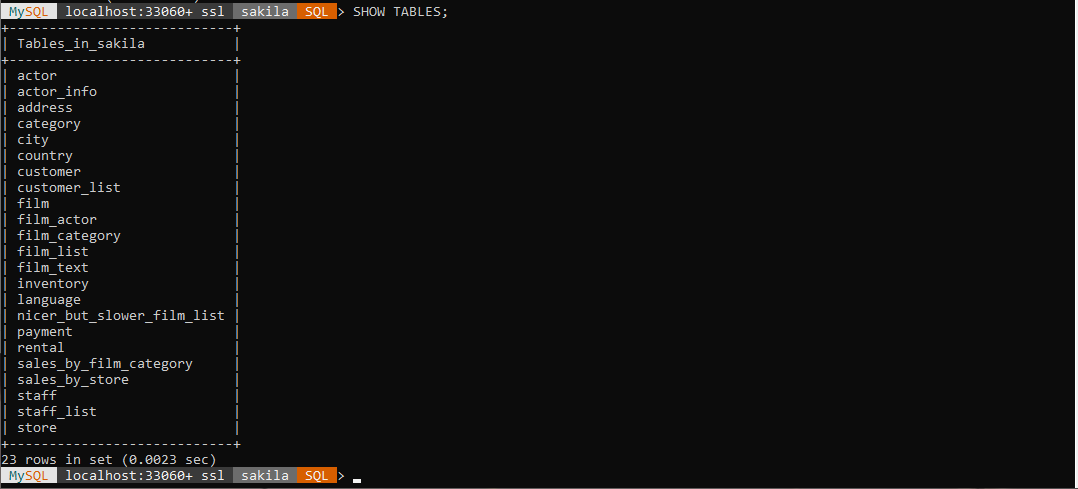 MySQL localhost:33060+ ssl sakila SQL > SHOW TABLES;
+----------------------------+
| Tables_in_sakila           |
+----------------------------+
| actor                      |
| actor_info                 |
| address                    |
| category                   |
| city                       |
| country                    |
| customer                   |
| customer_list              |
| film                       |
| film_actor                 |
| film_category              |
| film_list                  |
| film_text                  |
| inventory                  |
| language                   |
| nicer_but_slower_film_list |
| payment                    |
| rental                     |
| sales_by_film_category     |
| sales_by_store             |
| staff                      |
| staff_list                 |
| store                      |
+----------------------------+
23 rows in set (0.0023 sec)
MySQL localhost:33060+ ssl sakila SQL > _